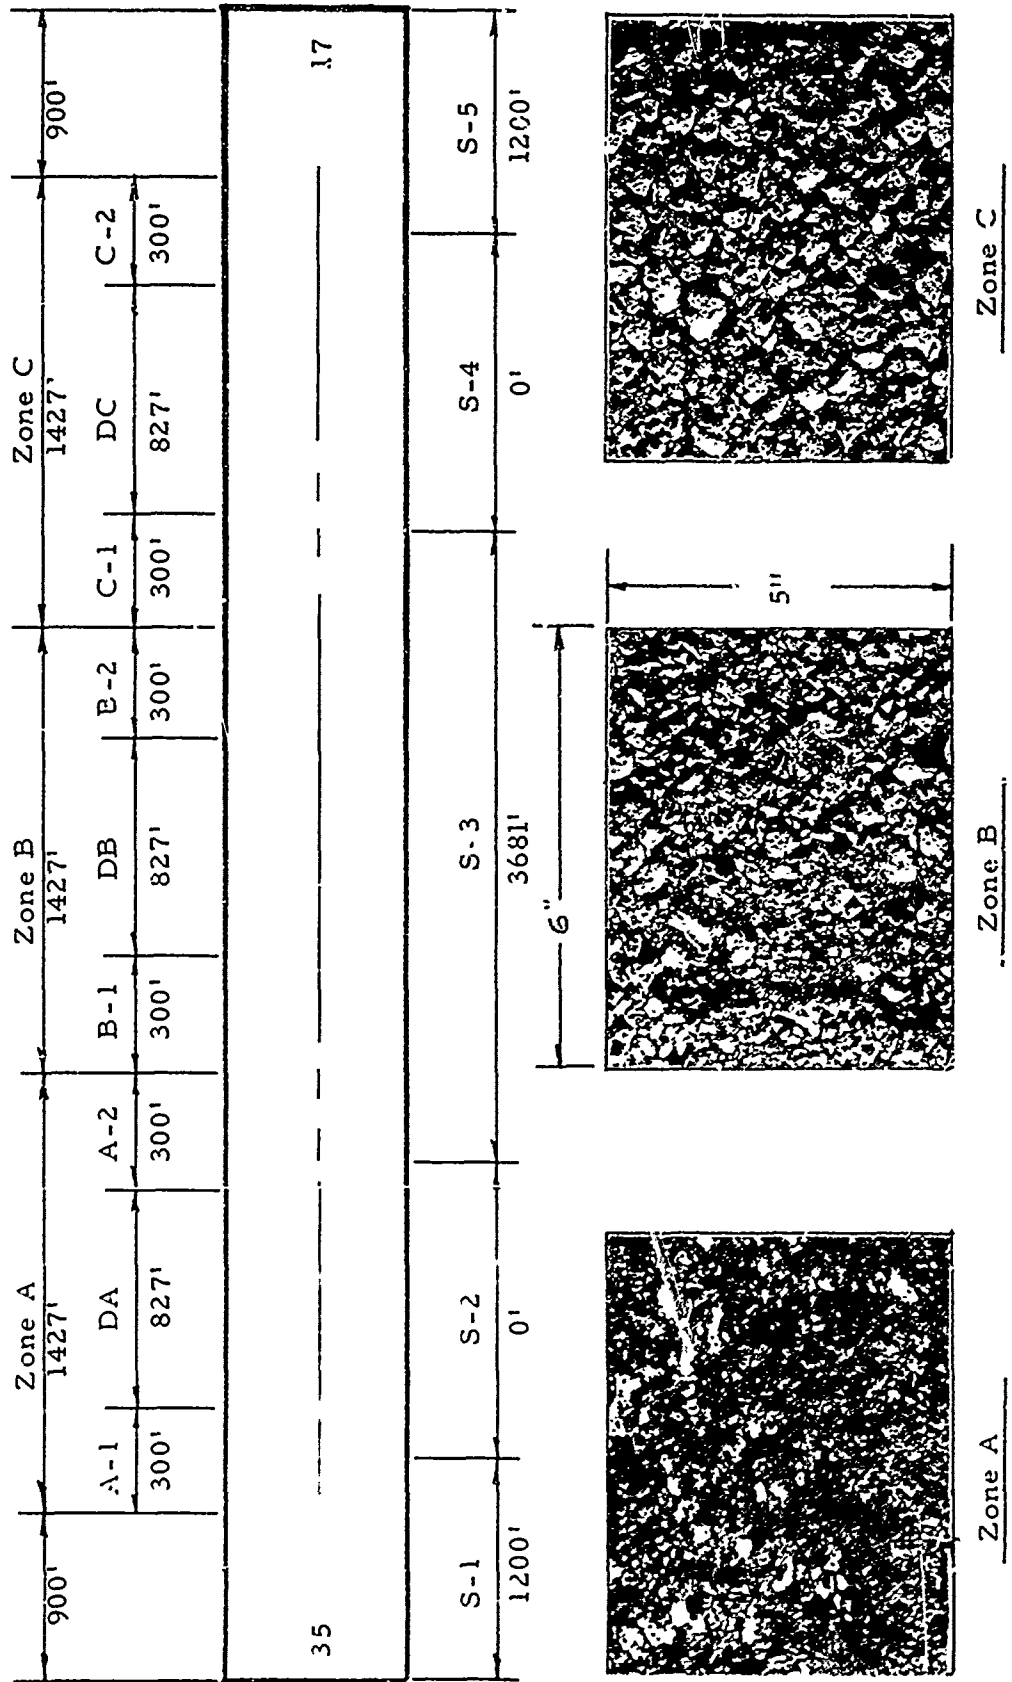 900'
Zone A
1427'
Zone B
1427'
Zone C
1427'
900'
A-1
300'
DA
827'
A-2
300'
B-1
300'
DB
827'
B-2
300'
C-1
300'
DC
827'
C-2
300'
35
17
S-1
1200'
S-2
0'
S-3
3681'
S-4
0'
S-5
1200'
6"
5"
Zone A
Zone B
Zone C